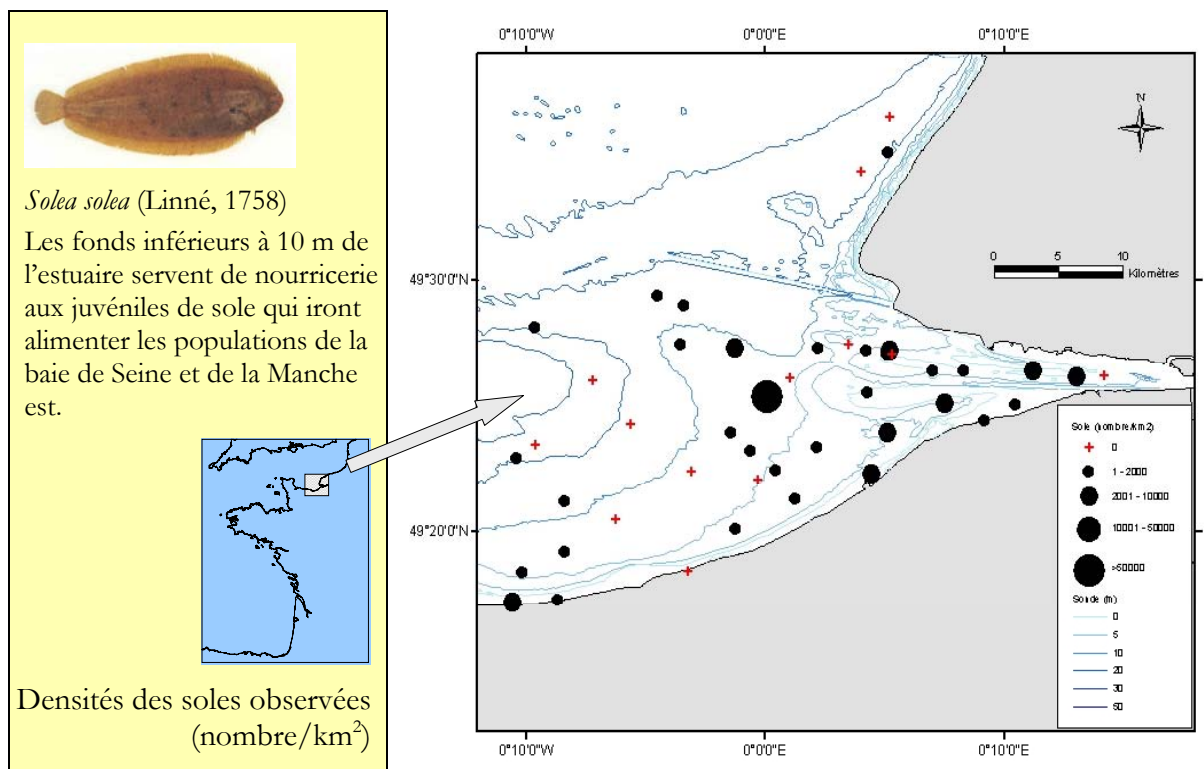 Solea solea (Linné, 1758)
Les fonds inférieurs à 10 m de
l'estuaire servent de nourricerie
aux juvéniles de sole qui iront
alimenter les populations de la
baie de Seine et de la Manche
est.
Densités des soles observées
(nombre/km²)
0°10'0"W 0°0'0"E 0°10'0"E
N
0 5 10
Kilomètres
49°30'0"N
49°20'0"N
Sole (nombre/km2)
0
1 - 2000
2001 - 10000
10001 - 50000
>50000
Sonde (m)
0
5
10
20
30
50
0°10'0"W 0°0'0"E 0°10'0"E